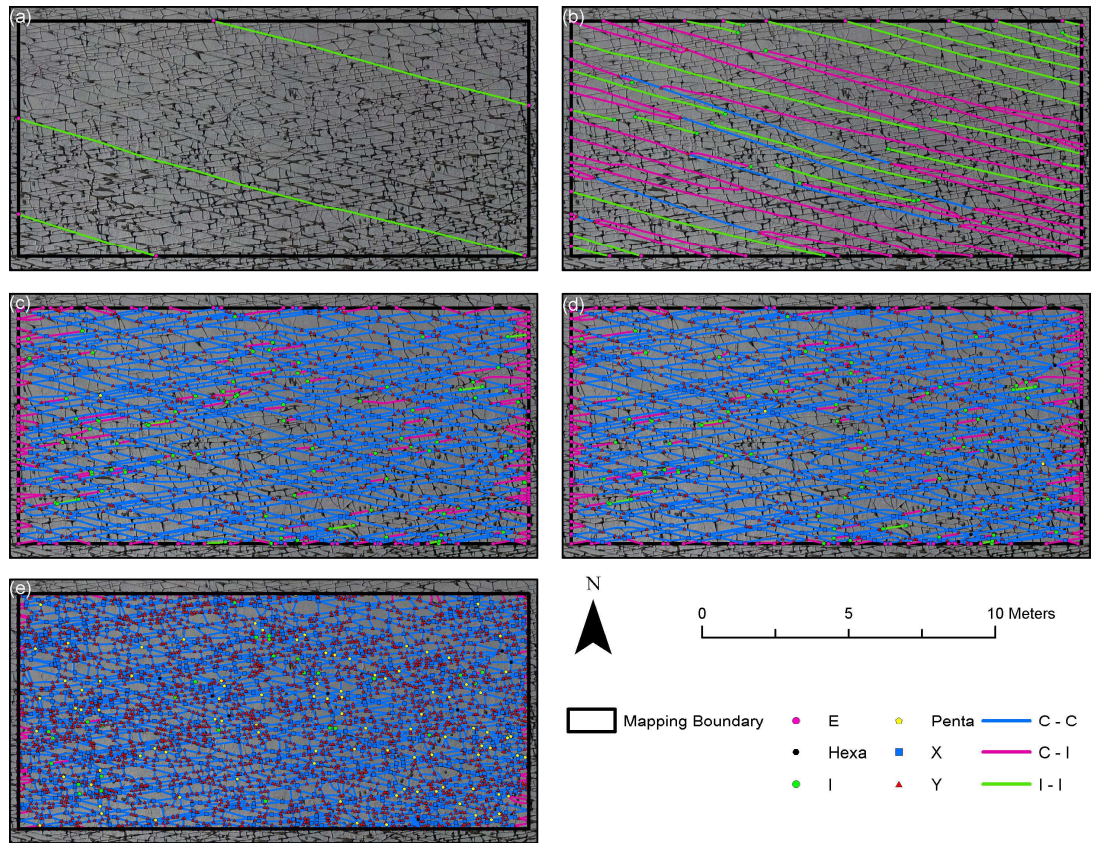 (a)
(b)
(c)
(d)
(e)
N
0 5 10 Meters
Mapping Boundary
E
Penta
C - C
Hexa
X
C - I
I
Y
I - I